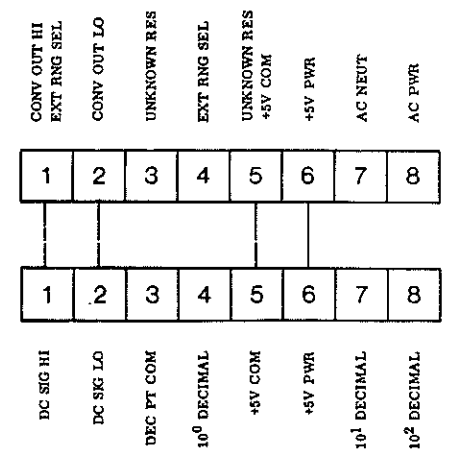 CONV OUT HI
EXT RNG SEL
CONV OUT LO
UNKNOWN RES
EXT RNG SEL
UNKNOWN RES
+5V COM
+5V PWR
AC NEUT
AC PWR
1 2 3 4 5 6 7 8
1 2 3 4 5 6 7 8
DC SIG HI
DC SIG LO
DEC PT COM
10⁰ DECIMAL
+5V COM
+5V PWR
10¹ DECIMAL
10² DECIMAL